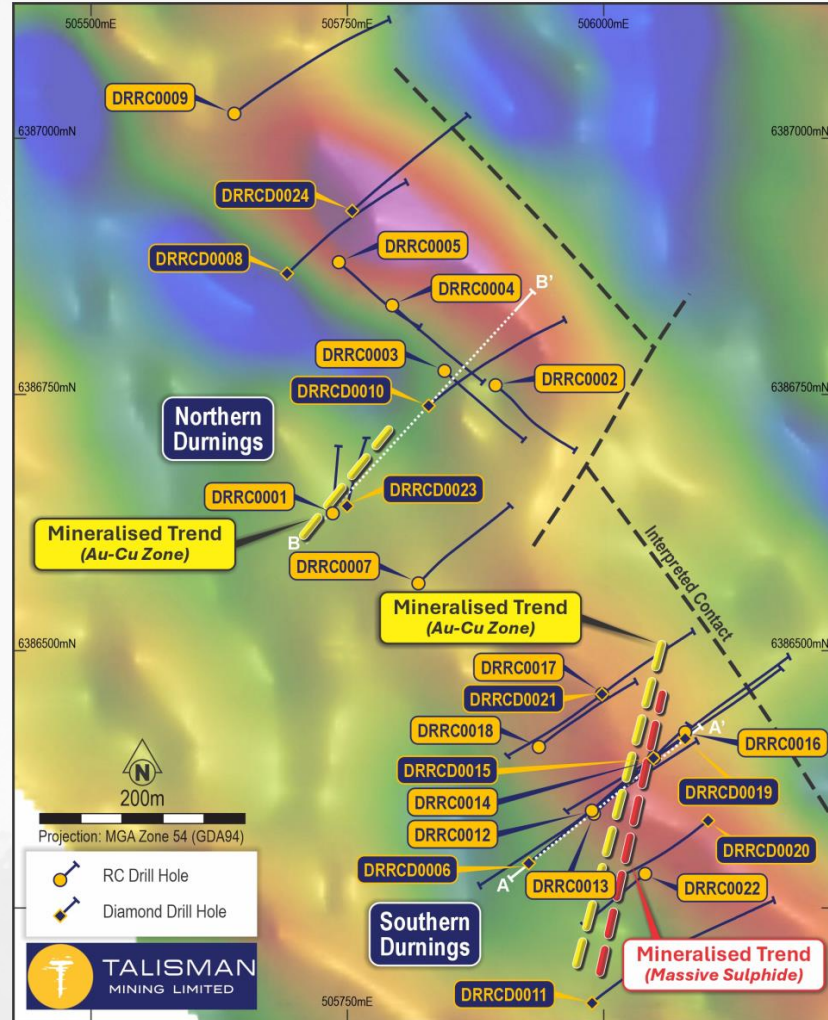 505500mE
505750mE
506000mE
DRRC0009
6387000mN
6387000mN
DRRCD0024
DRRC0005
DRRCD0008
DRRC0004
B'
DRRC0003
DRRC0002
6386750mN
6386750mN
DRRCD0010
Northern
Durnings
DRRC0001
DRRCD0023
Mineralised Trend
(Au-Cu Zone)
B
DRRC0007
Interpreted Contact
Mineralised Trend
(Au-Cu Zone)
6386500mN
6386500mN
DRRC0017
DRRCD0021
DRRC0018
A'
DRRC0016
DRRCD0015
DRRCD0019
DRRC0014
DRRC0012
DRRCD0020
DRRCD0006
A
DRRC0013
DRRC0022
Southern
Durnings
Mineralised Trend
(Massive Sulphide)
DRRCD0011
N
200m
Projection: MGA Zone 54 (GDA94)
RC Drill Hole
Diamond Drill Hole
TALISMAN
MINING LIMITED
505750mE